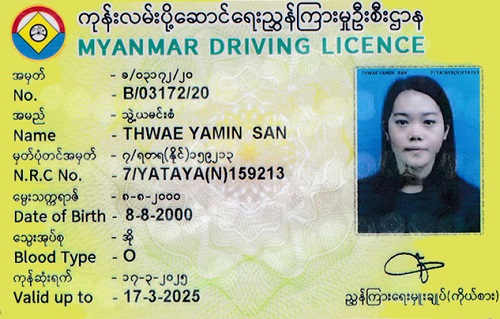 ကုန်းလမ်းပို့ဆောင်ရေးညွှန်ကြားမှုဦးစီးဌာန
MYANMAR DRIVING LICENCE
အမှတ် - ခ/၀၃၁၇၂/၂၀
No. - B/03172/20
အမည် - သွဲ့ယမင်းစံ
Name - THWAE YAMIN SAN
မှတ်ပုံတင်အမှတ် - ၇/ရတရ(နိုင်)၁၅၉၂၁၃
N.R.C No. - 7/YATAYA(N)159213
မွေးသက္ကရာဇ် - ၈-၈-၂၀၀၀
Date of Birth - 8-8-2000
သွေးအုပ်စု - အို
Blood Type - O
ကုန်ဆုံးရက် - ၁၇-၃-၂၀၂၅
Valid up to - 17-3-2025
THWAE YAMIN SAN 7/YATAYA(N)159213
ညွှန်ကြားရေးမှူးချုပ်(ကိုယ်စား)